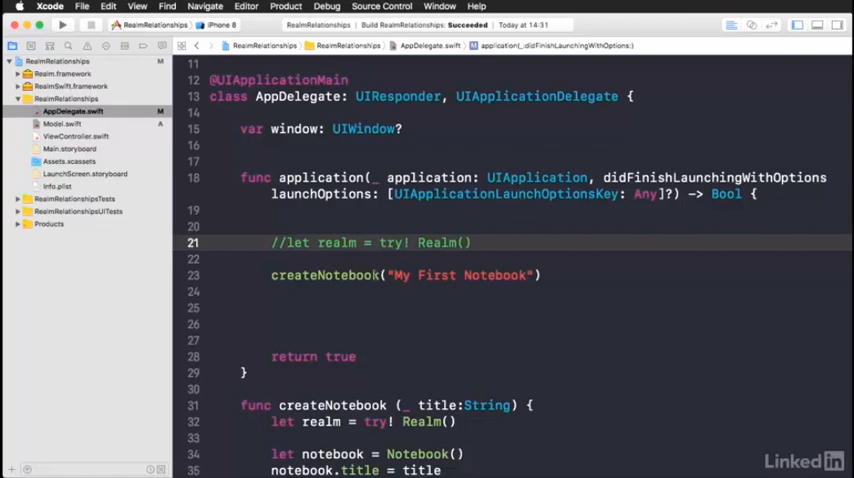 Xcode File Edit View Find Navigate Editor Product Debug Source Control Window Help
RealmRelationships iPhone 8 RealmRelationships Build RealmRelationships: Succeeded Today at 14:31
RealmRelationships RealmRelationships AppDelegate.swift application(_:didFinishLaunchingWithOptions:)
RealmRelationships M
Realm.framework
RealmSwift.framework
RealmRelationships
AppDelegate.swift M
Model.swift A
ViewController.swift
Main.storyboard
Assets.xcassets
LaunchScreen.storyboard
Info.plist
RealmRelationshipsTests
RealmRelationshipsUITests
Products
11
12 @UIApplicationMain
13 class AppDelegate: UIResponder, UIApplicationDelegate {
14
15 var window: UIWindow?
16
17
18 func application(_ application: UIApplication, didFinishLaunchingWithOptions
launchOptions: [UIApplicationLaunchOptionsKey: Any]?) -> Bool {
19
20
21 //let realm = try! Realm()
22
23 createNotebook("My First Notebook")
24
25
26
27
28 return true
29 }
30
31 func createNotebook (_ title:String) {
32 let realm = try! Realm()
33
34 let notebook = Notebook()
35 notebook.title = title
Linked in